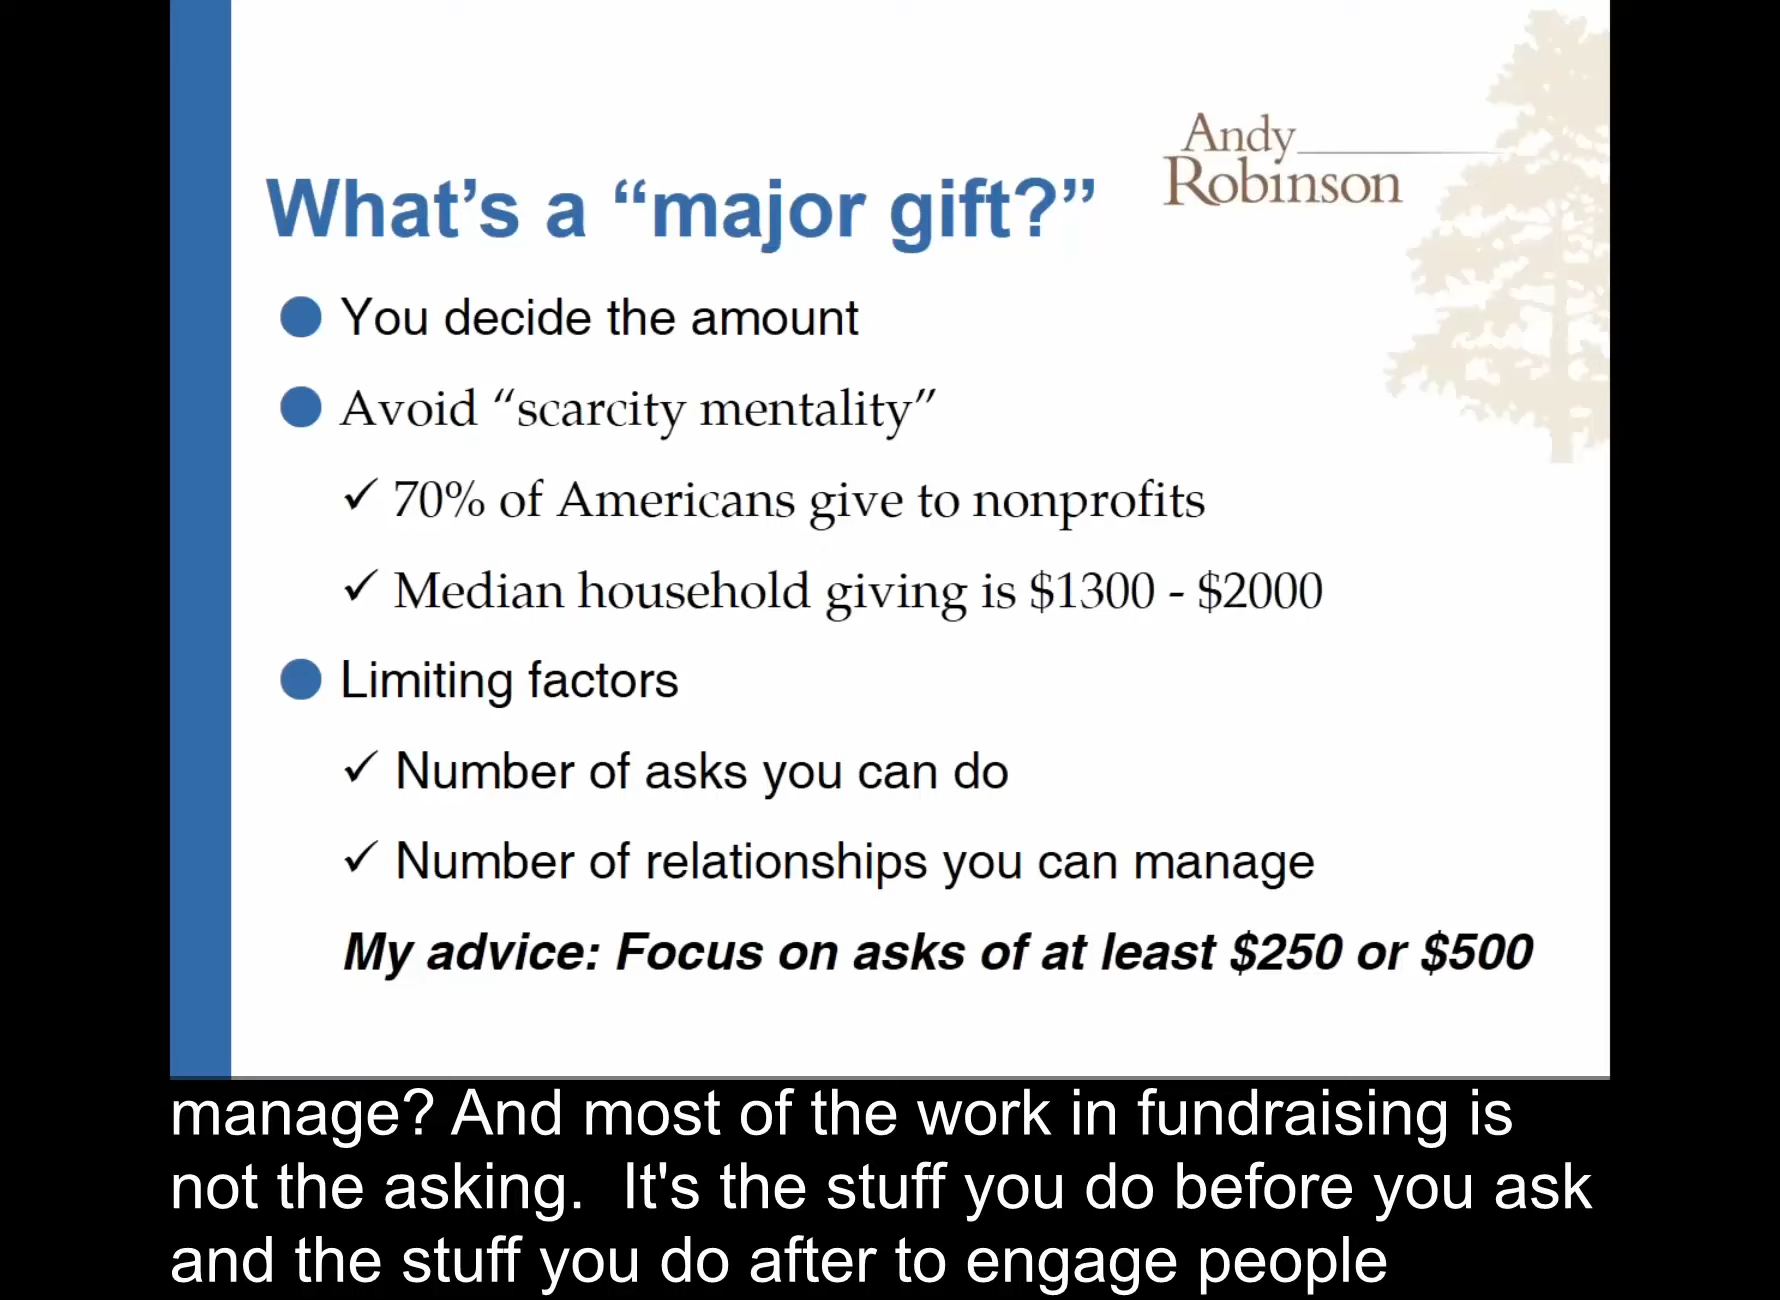 Andy
Robinson
What’s a “major gift?”
You decide the amount
Avoid “scarcity mentality”
✓ 70% of Americans give to nonprofits
✓ Median household giving is $1300 - $2000
Limiting factors
✓ Number of asks you can do
✓ Number of relationships you can manage
My advice: Focus on asks of at least $250 or $500
manage? And most of the work in fundraising is
not the asking.  It's the stuff you do before you ask
and the stuff you do after to engage people